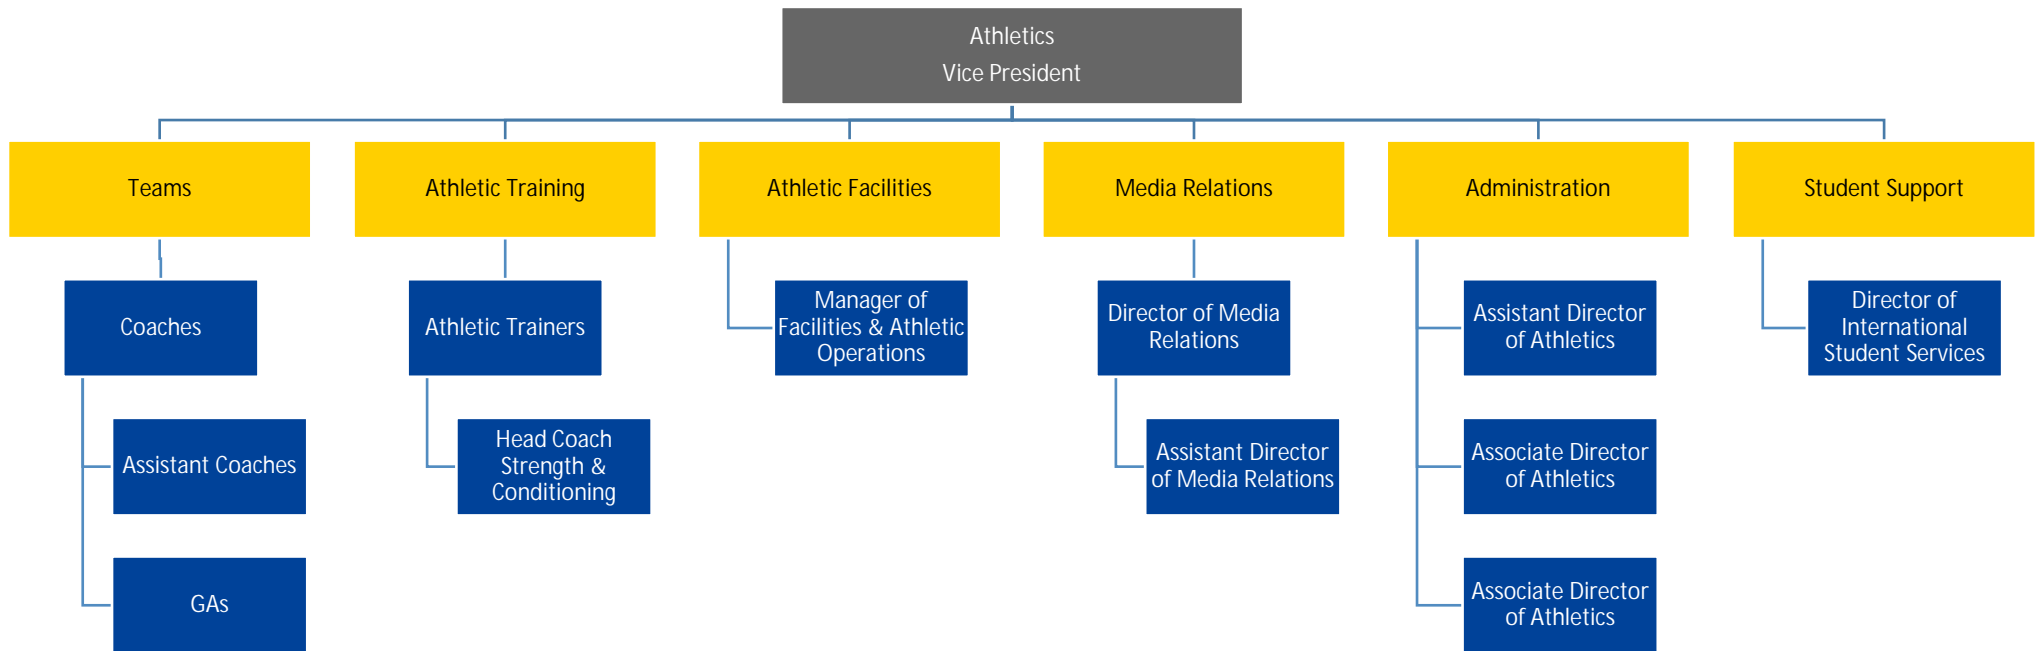 Athletics
Vice President
Teams
Athletic Training
Athletic Facilities
Media Relations
Administration
Student Support
Coaches
Assistant Coaches
GAs
Athletic Trainers
Head Coach
Strength &
Conditioning
Manager of
Facilities & Athletic
Operations
Director of Media
Relations
Assistant Director
of Media Relations
Assistant Director
of Athletics
Associate Director
of Athletics
Associate Director
of Athletics
Director of
International
Student Services